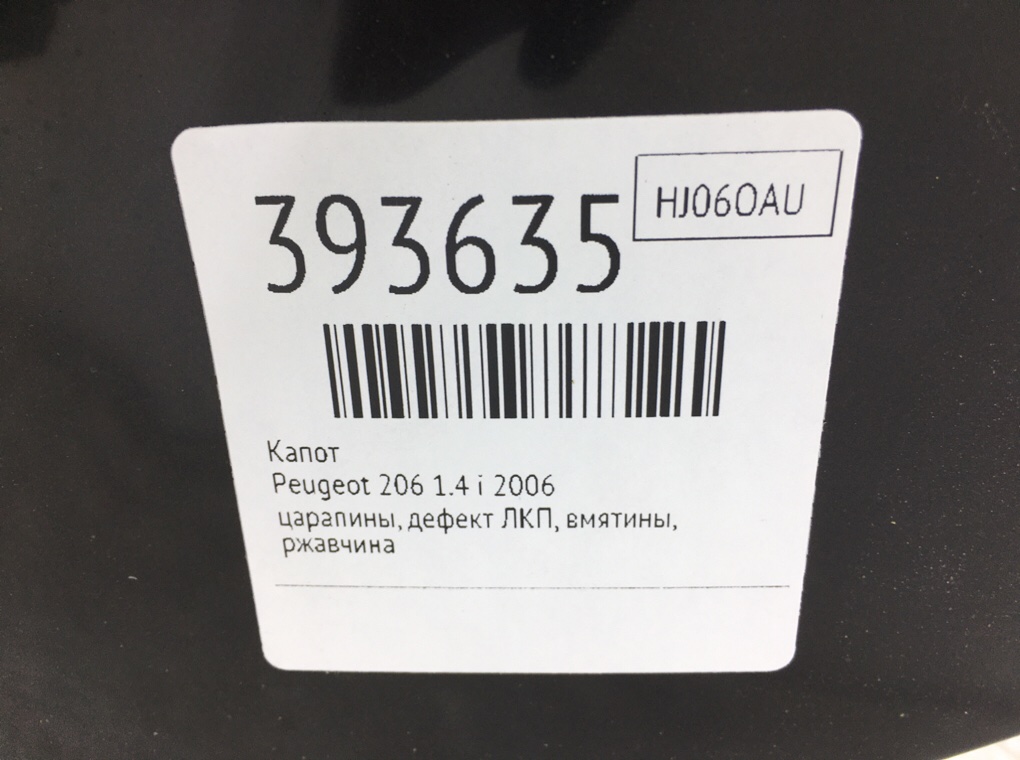 393635
HJ06OAU
Капот
Peugeot 206 1.4 i 2006
царапины, дефект ЛКП, вмятины,
ржавчина